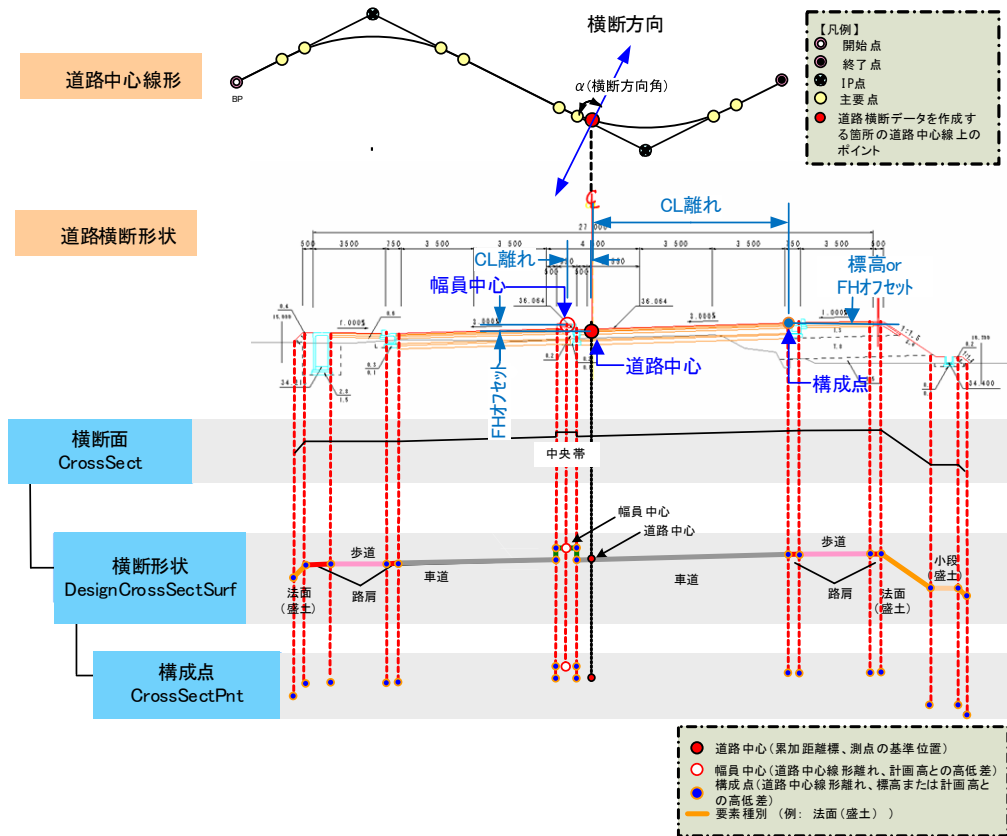 横断方向
α(横断方向角)
BP
道路中心線形
【凡例】
開始点
終了点
IP点
主要点
道路横断データを作成す
る箇所の道路中心線上の
ポイント
道路横断形状
CL離れ
500
3500
750
3 500
3 500
3 500
3 500
3 500
500
CL離れ
幅員中心
標高or
FHオフセット
36.064
36.064
1.000%
3.000%
3.000%
1.000%
道路中心
構成点
FHオフセット
34.400
横断面
CrossSect
中央帯
幅員中心
道路中心
横断形状
DesignCrossSectSurf
歩道
車道
車道
歩道
路肩
路肩
法面
(盛土)
法面
(盛土)
小段
(盛土)
構成点
CrossSectPnt
道路中心(累加距離標、測点の基準位置)
幅員中心(道路中心線形離れ、計画高との高低差)
構成点(道路中心線形離れ、標高または計画高と
の高低差)
要素種別 (例: 法面(盛土) )